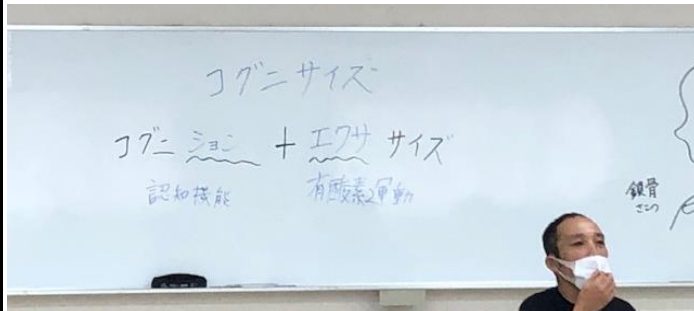 コグニサイズ
コグニション + エクササイズ
認知機能 有酸素運動
鎖骨
さこつ